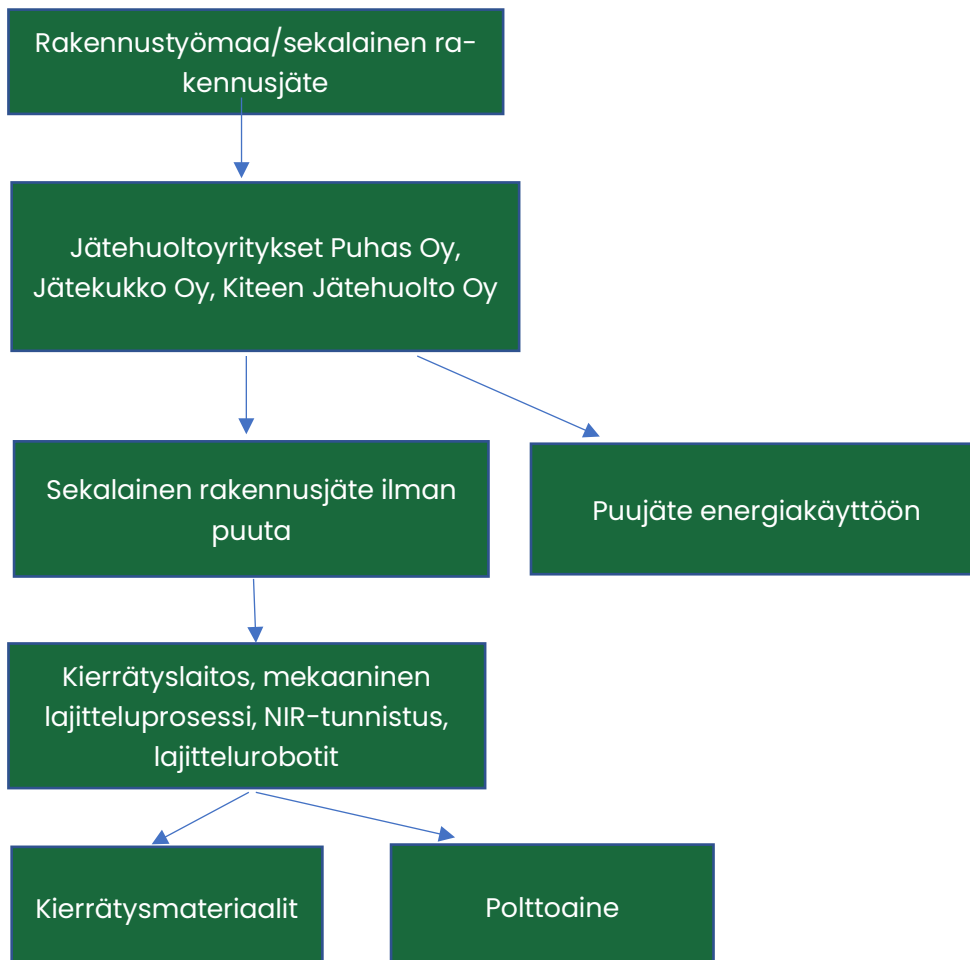 Rakennustyömaa/sekalainen ra-
kennusjäte
Jätehuoltoyritykset Puhas Oy,
Jätekukko Oy, Kiteen Jätehuolto Oy
Sekalainen rakennusjäte ilman
puuta
Puujäte energiakäyttöön
Kierrätyslaitos, mekaaninen
lajitteluprosessi, NIR-tunnistus,
lajittelurobotit
Kierrätysmateriaalit
Polttoaine